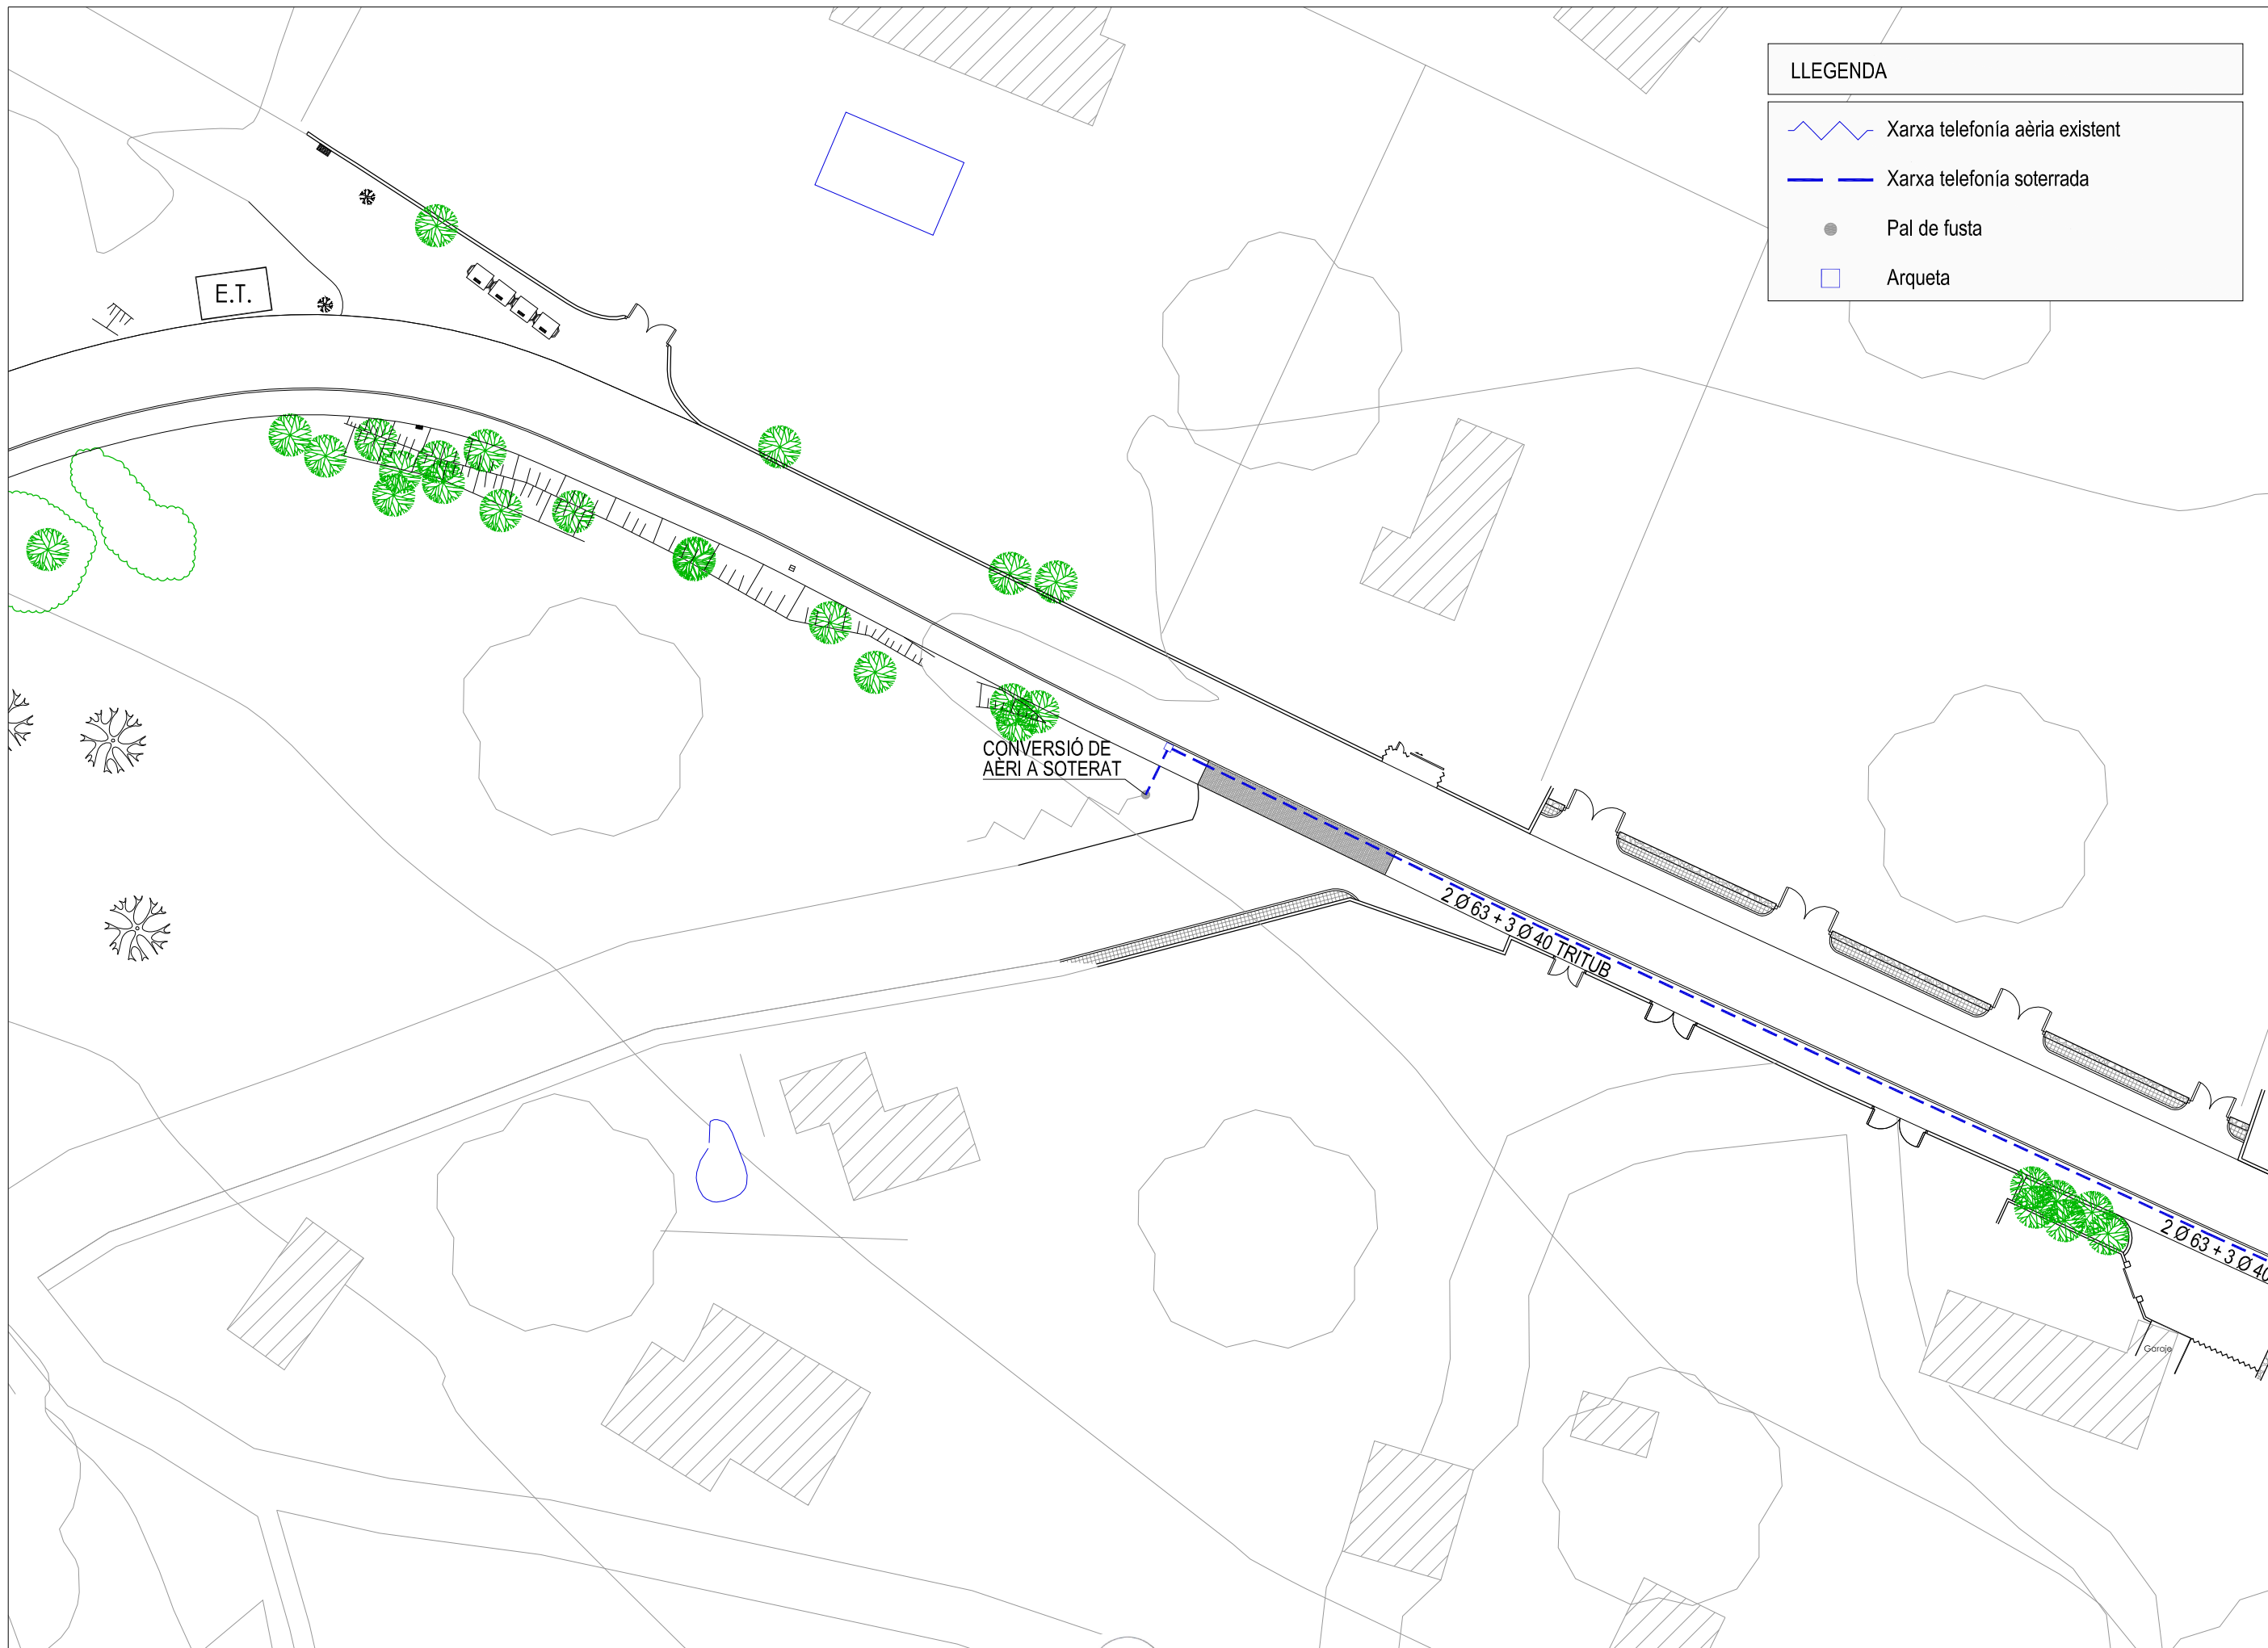 LLEGENDA
Xarxa telefonía aèria existent
Xarxa telefonía soterrada
Pal de fusta
Arqueta
E.T.
CONVERSIÓ DE
AÈRI A SOTERAT
2 Ø 63 + 3 Ø 40 TRITUB
2 Ø 63 + 3 Ø 40
Garaje